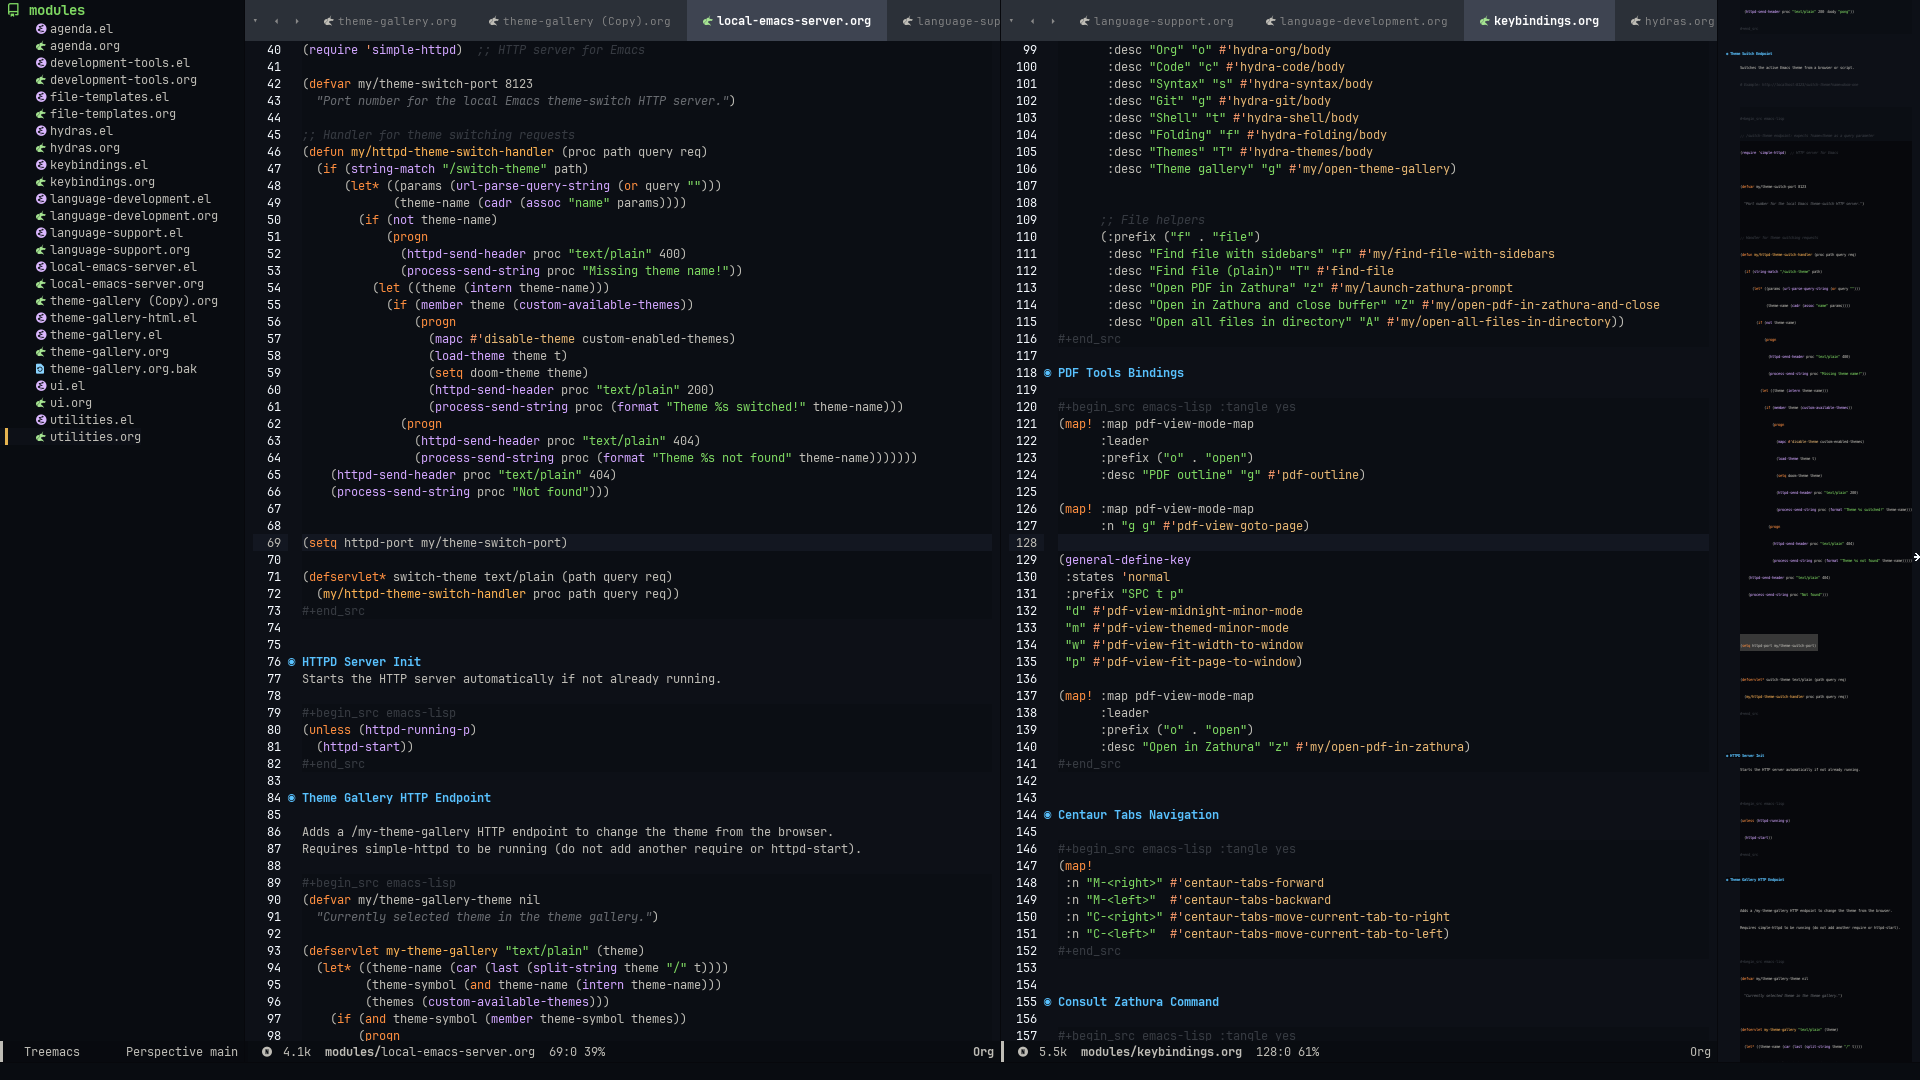 modules
agenda.el
agenda.org
development-tools.el
development-tools.org
file-templates.el
file-templates.org
hydras.el
hydras.org
keybindings.el
keybindings.org
language-development.el
language-development.org
language-support.el
language-support.org
local-emacs-server.el
local-emacs-server.org
theme-gallery (Copy).org
theme-gallery-html.el
theme-gallery.el
theme-gallery.org
theme-gallery.org.bak
ui.el
ui.org
utilities.el
utilities.org
Treemacs Perspective main
theme-gallery.org theme-gallery (Copy).org local-emacs-server.org language-sup
40 (require 'simple-httpd)  ;; HTTP server for Emacs
41
42 (defvar my/theme-switch-port 8123
43   "Port number for the local Emacs theme-switch HTTP server.")
44
45 ;; Handler for theme switching requests
46 (defun my/httpd-theme-switch-handler (proc path query req)
47   (if (string-match "/switch-theme" path)
48       (let* ((params (url-parse-query-string (or query "")))
49              (theme-name (cadr (assoc "name" params))))
50         (if (not theme-name)
51             (progn
52               (httpd-send-header proc "text/plain" 400)
53               (process-send-string proc "Missing theme name!"))
54           (let ((theme (intern theme-name)))
55             (if (member theme (custom-available-themes))
56                 (progn
57                   (mapc #'disable-theme custom-enabled-themes)
58                   (load-theme theme t)
59                   (setq doom-theme theme)
60                   (httpd-send-header proc "text/plain" 200)
61                   (process-send-string proc (format "Theme %s switched!" theme-name)))
62               (progn
63                 (httpd-send-header proc "text/plain" 404)
64                 (process-send-string proc (format "Theme %s not found" theme-name)))))))
65     (httpd-send-header proc "text/plain" 404)
66     (process-send-string proc "Not found")))
67
68
69 (setq httpd-port my/theme-switch-port)
70
71 (defservlet* switch-theme text/plain (path query req)
72   (my/httpd-theme-switch-handler proc path query req))
73 #+end_src
74
75
76 ◉ HTTPD Server Init
77 Starts the HTTP server automatically if not already running.
78
79 #+begin_src emacs-lisp
80 (unless (httpd-running-p)
81   (httpd-start))
82 #+end_src
83
84 ◉ Theme Gallery HTTP Endpoint
85
86 Adds a /my-theme-gallery HTTP endpoint to change the theme from the browser.
87 Requires simple-httpd to be running (do not add another require or httpd-start).
88
89 #+begin_src emacs-lisp
90 (defvar my/theme-gallery-theme nil
91   "Currently selected theme in the theme gallery.")
92
93 (defservlet my-theme-gallery "text/plain" (theme)
94   (let* ((theme-name (car (last (split-string theme "/" t))))
95          (theme-symbol (and theme-name (intern theme-name)))
96          (themes (custom-available-themes)))
97     (if (and theme-symbol (member theme-symbol themes))
98         (progn
4.1k modules/local-emacs-server.org 69:0 39% Org
language-support.org language-development.org keybindings.org hydras.org
99        :desc "Org" "o" #'hydra-org/body
100        :desc "Code" "c" #'hydra-code/body
101        :desc "Syntax" "s" #'hydra-syntax/body
102        :desc "Git" "g" #'hydra-git/body
103        :desc "Shell" "t" #'hydra-shell/body
104        :desc "Folding" "f" #'hydra-folding/body
105        :desc "Themes" "T" #'hydra-themes/body
106        :desc "Theme gallery" "g" #'my/open-theme-gallery)
107
108
109       ;; File helpers
110       (:prefix ("f" . "file")
111        :desc "Find file with sidebars" "f" #'my/find-file-with-sidebars
112        :desc "Find file (plain)" "T" #'find-file
113        :desc "Open PDF in Zathura" "z" #'my/launch-zathura-prompt
114        :desc "Open in Zathura and close buffer" "Z" #'my/open-pdf-in-zathura-and-close
115        :desc "Open all files in directory" "A" #'my/open-all-files-in-directory))
116 #+end_src
117
118 ◉ PDF Tools Bindings
119
120 #+begin_src emacs-lisp :tangle yes
121 (map! :map pdf-view-mode-map
122       :leader
123       :prefix ("o" . "open")
124       :desc "PDF outline" "g" #'pdf-outline)
125
126 (map! :map pdf-view-mode-map
127       :n "g g" #'pdf-view-goto-page)
128
129 (general-define-key
130  :states 'normal
131  :prefix "SPC t p"
132  "d" #'pdf-view-midnight-minor-mode
133  "m" #'pdf-view-themed-minor-mode
134  "w" #'pdf-view-fit-width-to-window
135  "p" #'pdf-view-fit-page-to-window)
136
137 (map! :map pdf-view-mode-map
138       :leader
139       :prefix ("o" . "open")
140       :desc "Open in Zathura" "z" #'my/open-pdf-in-zathura)
141 #+end_src
142
143
144 ◉ Centaur Tabs Navigation
145
146 #+begin_src emacs-lisp :tangle yes
147 (map!
148  :n "M-<right>" #'centaur-tabs-forward
149  :n "M-<left>"  #'centaur-tabs-backward
150  :n "C-<right>" #'centaur-tabs-move-current-tab-to-right
151  :n "C-<left>"  #'centaur-tabs-move-current-tab-to-left)
152 #+end_src
153
154
155 ◉ Consult Zathura Command
156
157 #+begin_src emacs-lisp :tangle yes
5.5k modules/keybindings.org 128:0 61% Org